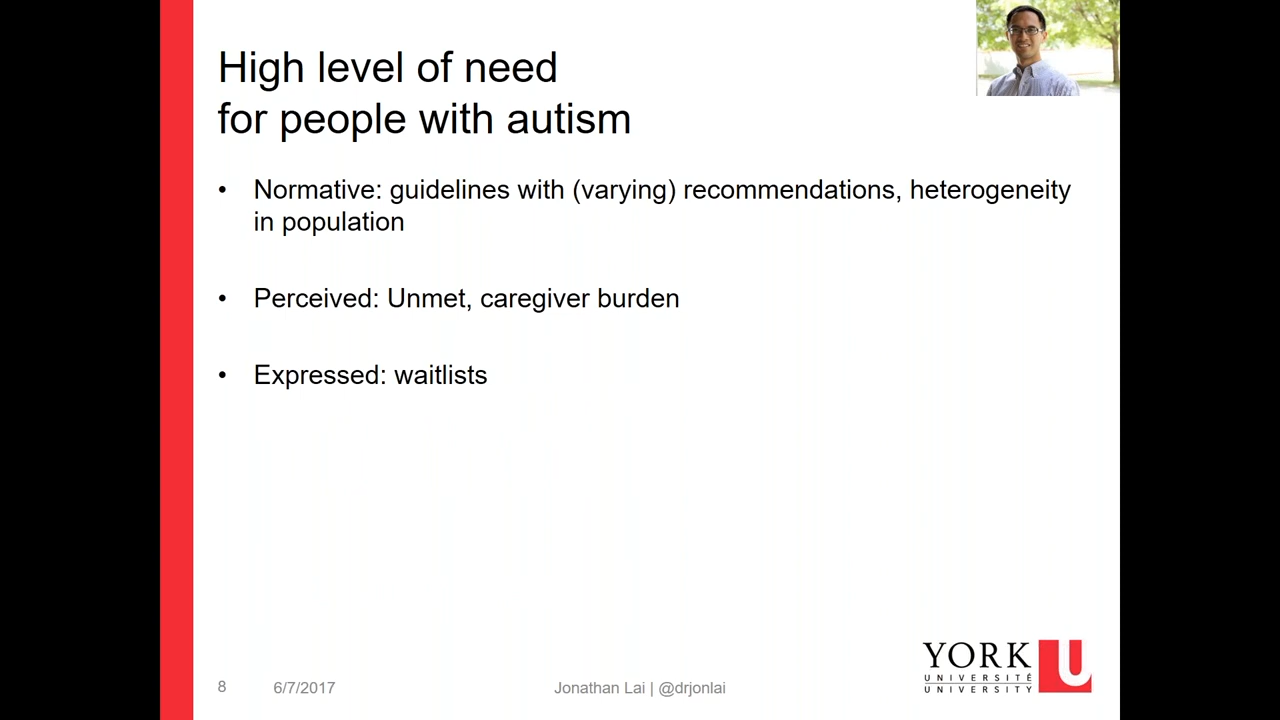 High level of need
for people with autism
• Normative: guidelines with (varying) recommendations, heterogeneity
in population
• Perceived: Unmet, caregiver burden
• Expressed: waitlists
8
6/7/2017
Jonathan Lai | @drjonlai
YORK U
UNIVERSITÉ
UNIVERSITY